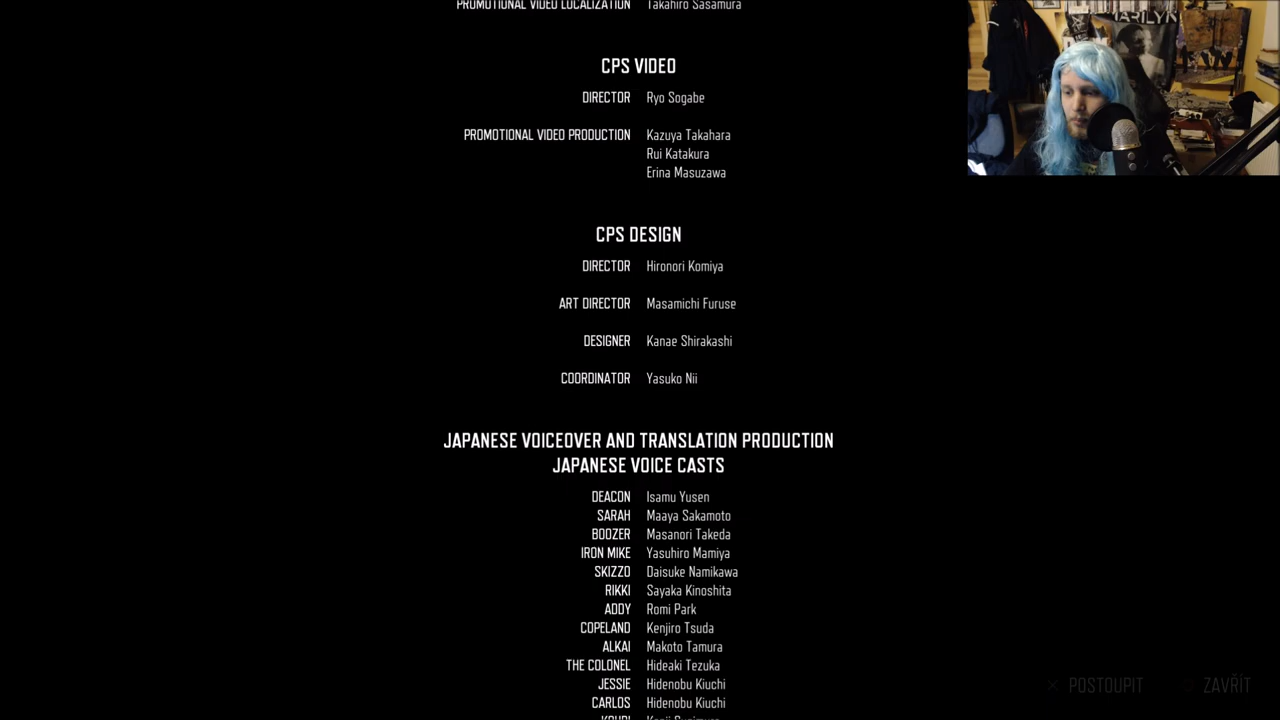 PROMOTIONAL VIDEO LOCALIZATION Takahiro Sasamura
MARILYN
CPS VIDEO
DIRECTOR Ryo Sogabe
PROMOTIONAL VIDEO PRODUCTION Kazuya Takahara
Rui Katakura
Erina Masuzawa
CPS DESIGN
DIRECTOR Hironori Komiya
ART DIRECTOR Masamichi Furuse
DESIGNER Kanae Shirakashi
COORDINATOR Yasuko Nii
JAPANESE VOICEOVER AND TRANSLATION PRODUCTION
JAPANESE VOICE CASTS
DEACON Isamu Yusen
SARAH Maaya Sakamoto
BOOZER Masanori Takeda
IRON MIKE Yasuhiro Mamiya
SKIZZO Daisuke Namikawa
RIKKI Sayaka Kinoshita
ADDY Romi Park
COPELAND Kenjiro Tsuda
ALKAI Makoto Tamura
THE COLONEL Hideaki Tezuka
JESSIE Hidenobu Kiuchi
CARLOS Hidenobu Kiuchi
POSTOUPIT ZAVŘÍT